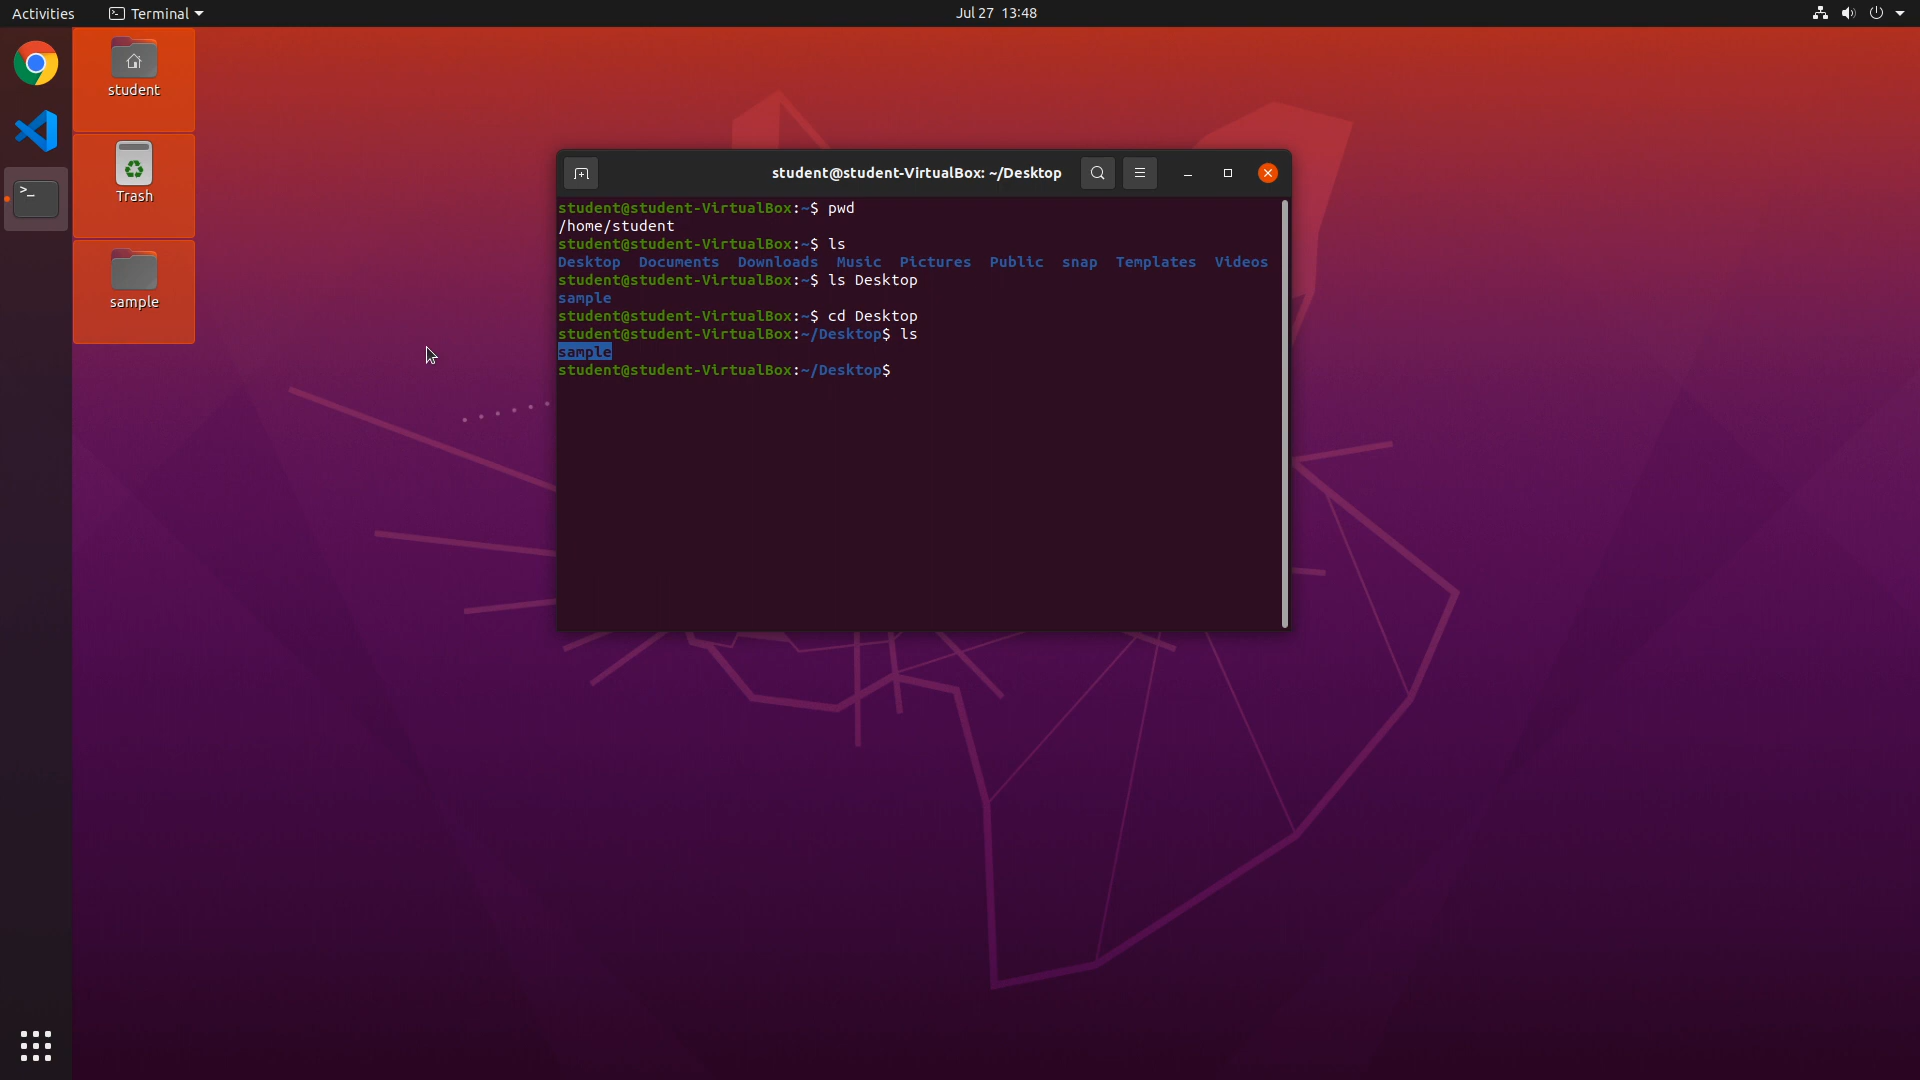 Activities
Terminal
Jul 27 13:48
student
Trash
sample
student@student-VirtualBox: ~/Desktop
student@student-VirtualBox:~$ pwd
/home/student
student@student-VirtualBox:~$ ls
Desktop Documents Downloads Music Pictures Public snap Templates Videos
student@student-VirtualBox:~$ ls Desktop
sample
student@student-VirtualBox:~$ cd Desktop
student@student-VirtualBox:~/Desktop$ ls
sample
student@student-VirtualBox:~/Desktop$